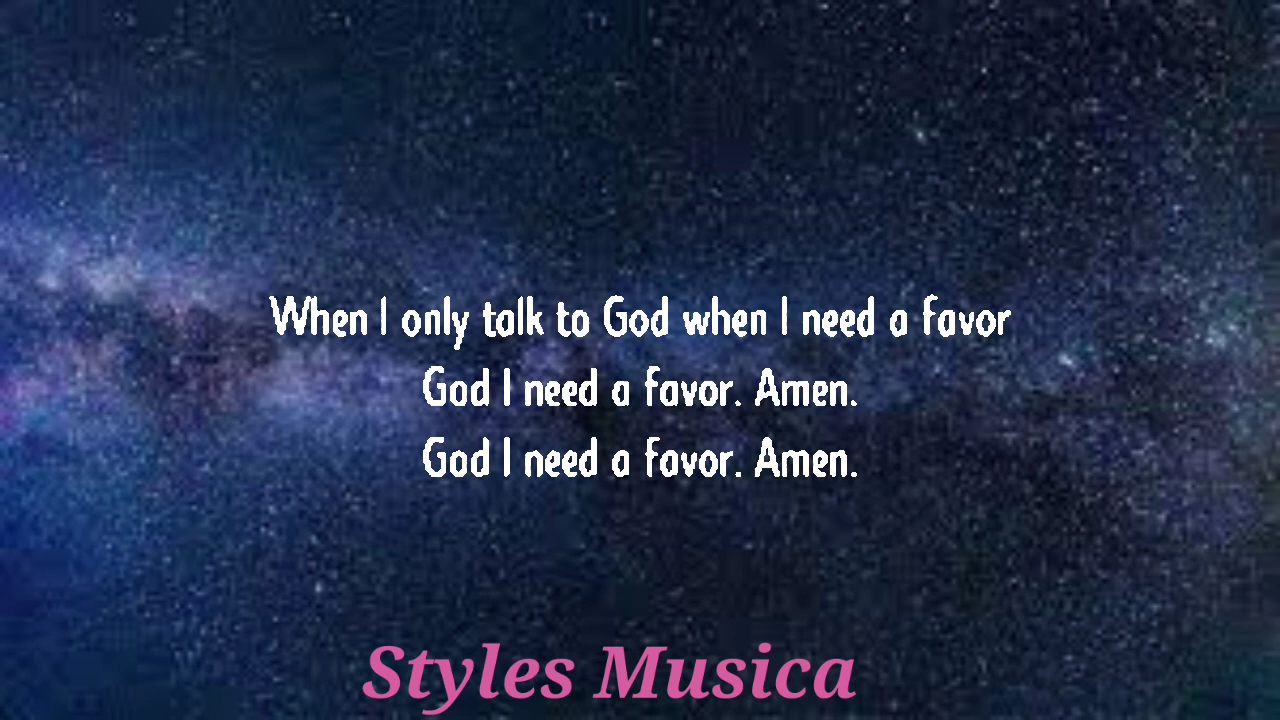 When I only talk to God when I need a favor
God I need a favor. Amen.
God I need a favor. Amen.
Styles Musica